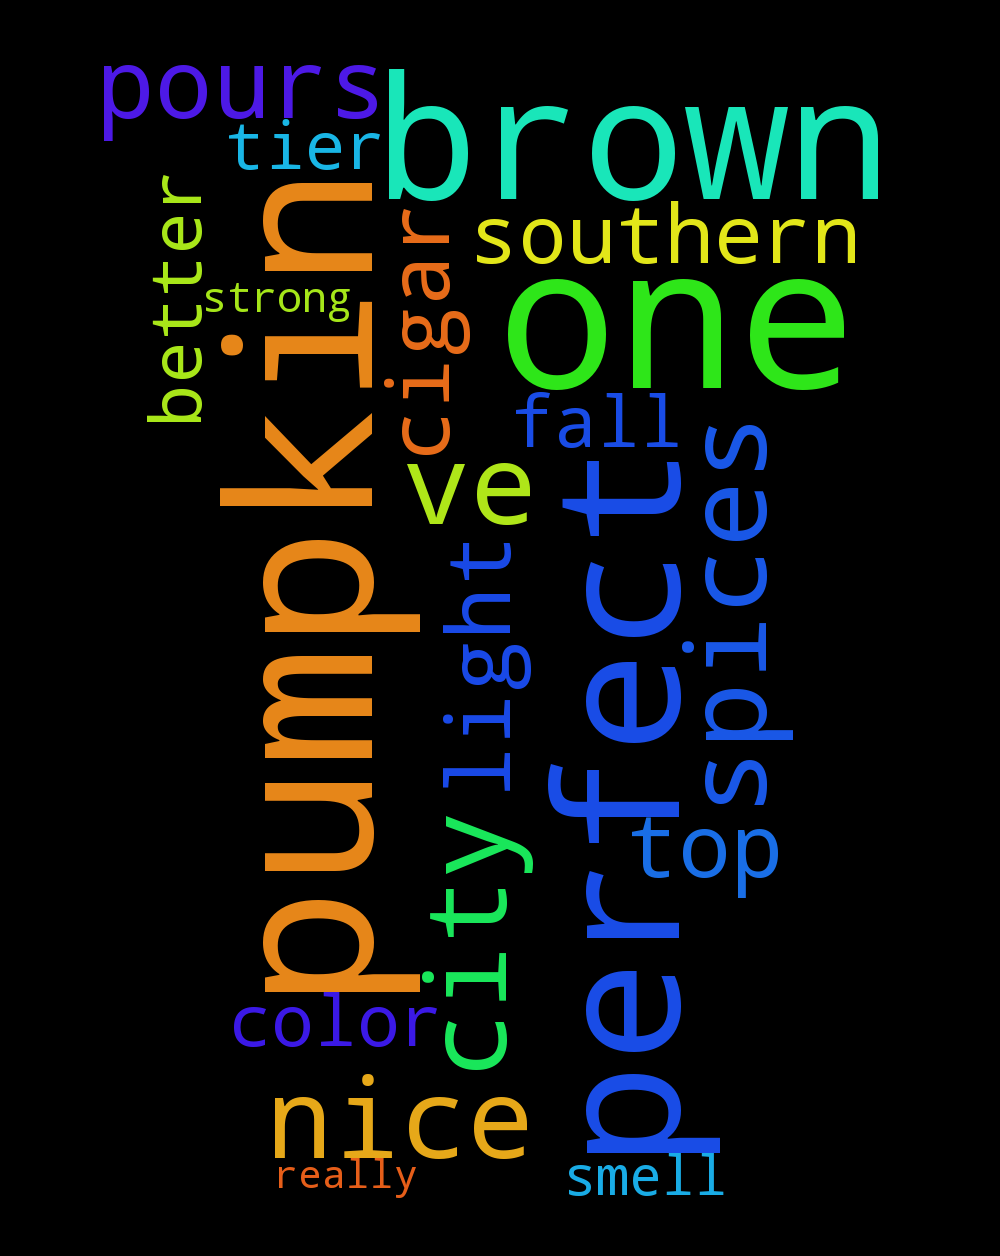 pours
brown
tier
better
pumpkin
cigar
southern
strong
one
fall
ve
perfect
spices
light
top
city
color
nice
really
smell